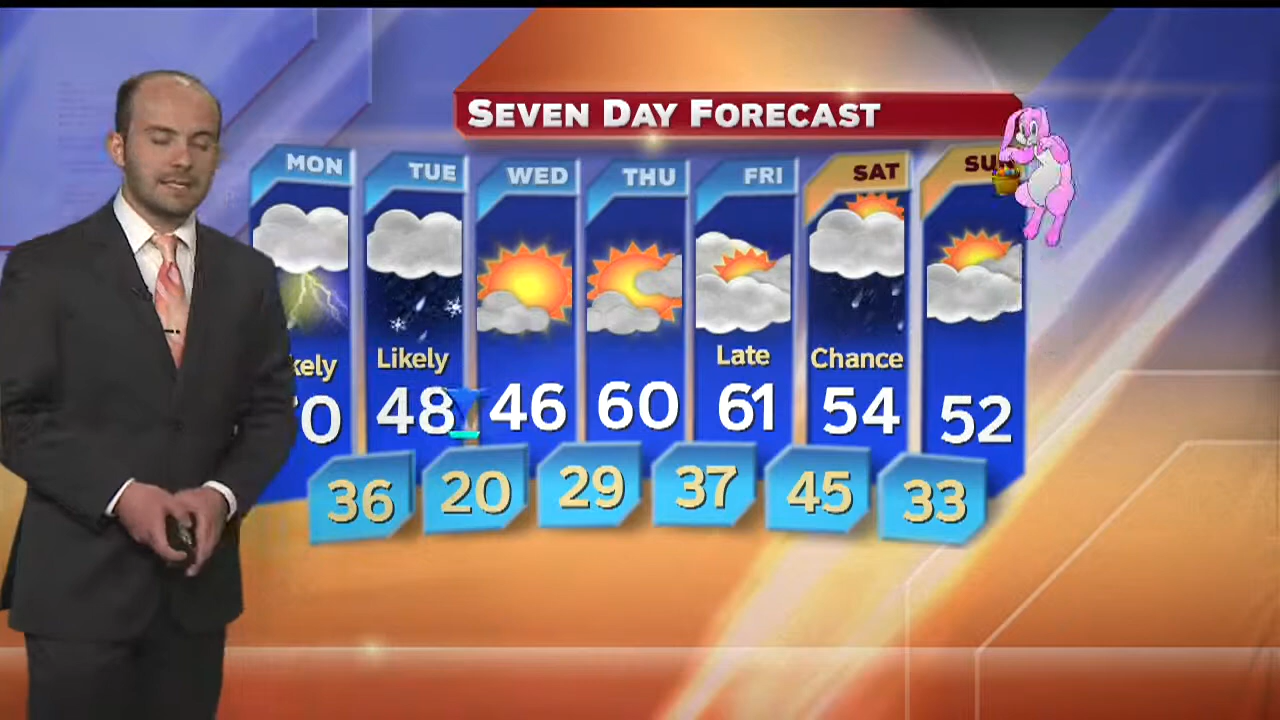 SEVEN DAY FORECAST
MON TUE WED THU FRI SAT SUN
Likely Late Chance
48 46 60 61 54 52
36 20 29 37 45 33